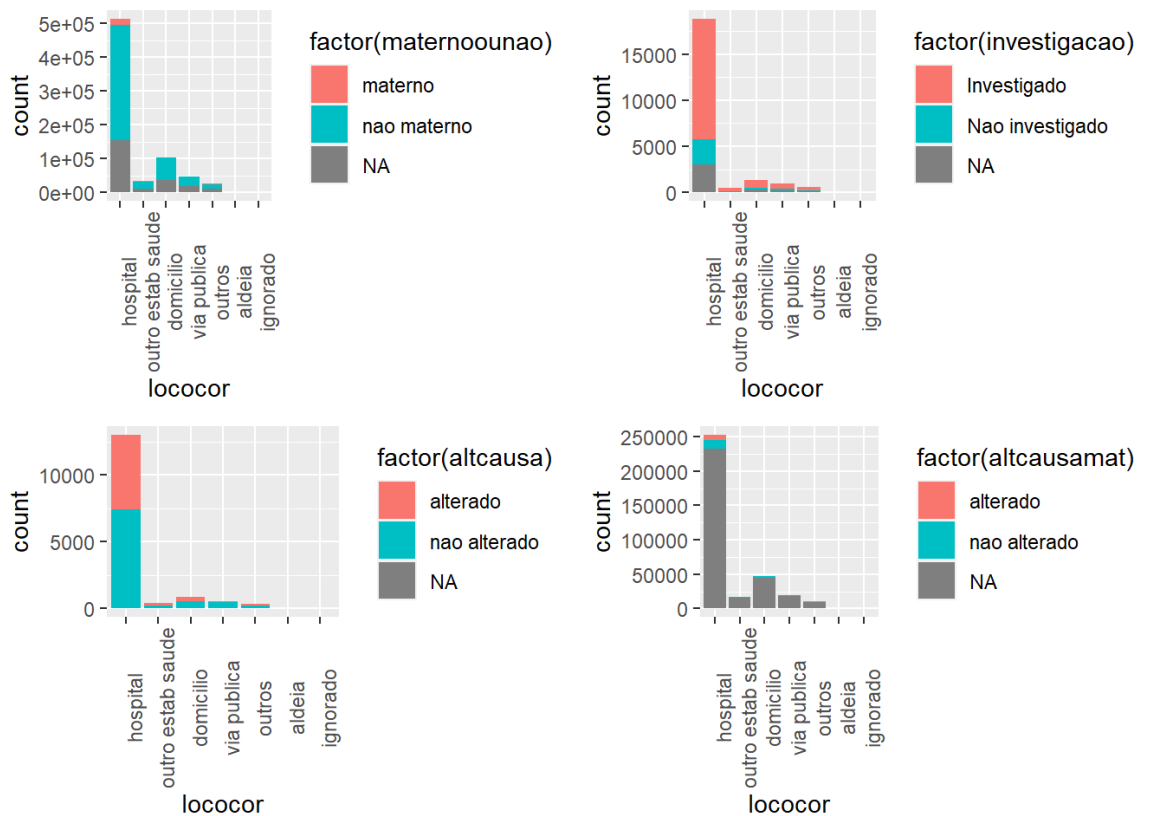 factor(maternoounao)
materno
nao materno
NA
count
5e+05
4e+05
3e+05
2e+05
1e+05
0e+00
hospital
outro estab saude
domicilio
via publica
outros
aldeia
ignorado
lococor
factor(investigacao)
Investigado
Nao investigado
NA
count
15000
10000
5000
0
hospital
outro estab saude
domicilio
via publica
outros
aldeia
ignorado
lococor
factor(altcausa)
alterado
nao alterado
NA
count
10000
5000
0
hospital
outro estab saude
domicilio
via publica
outros
aldeia
ignorado
lococor
factor(altcausamat)
alterado
nao alterado
NA
count
250000
200000
150000
100000
50000
0
hospital
outro estab saude
domicilio
via publica
outros
aldeia
ignorado
lococor